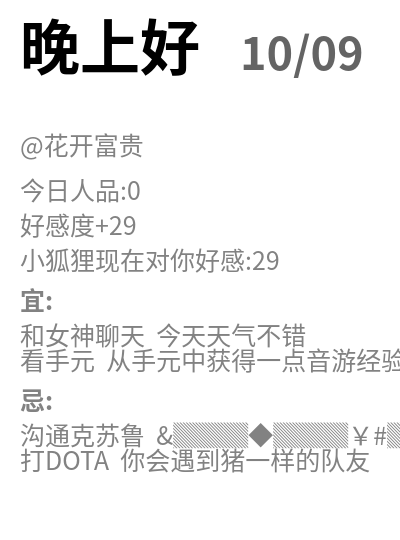 晚上好 10/09
@花开富贵
今日人品:0
好感度+29
小狐狸现在对你好感:29
宜:
和女神聊天 今天天气不错
看手元 从手元中获得一点音游经验
忌:
沟通克苏鲁 &▒▒▒◆▒▒▒￥#▒
打DOTA 你会遇到猪一样的队友